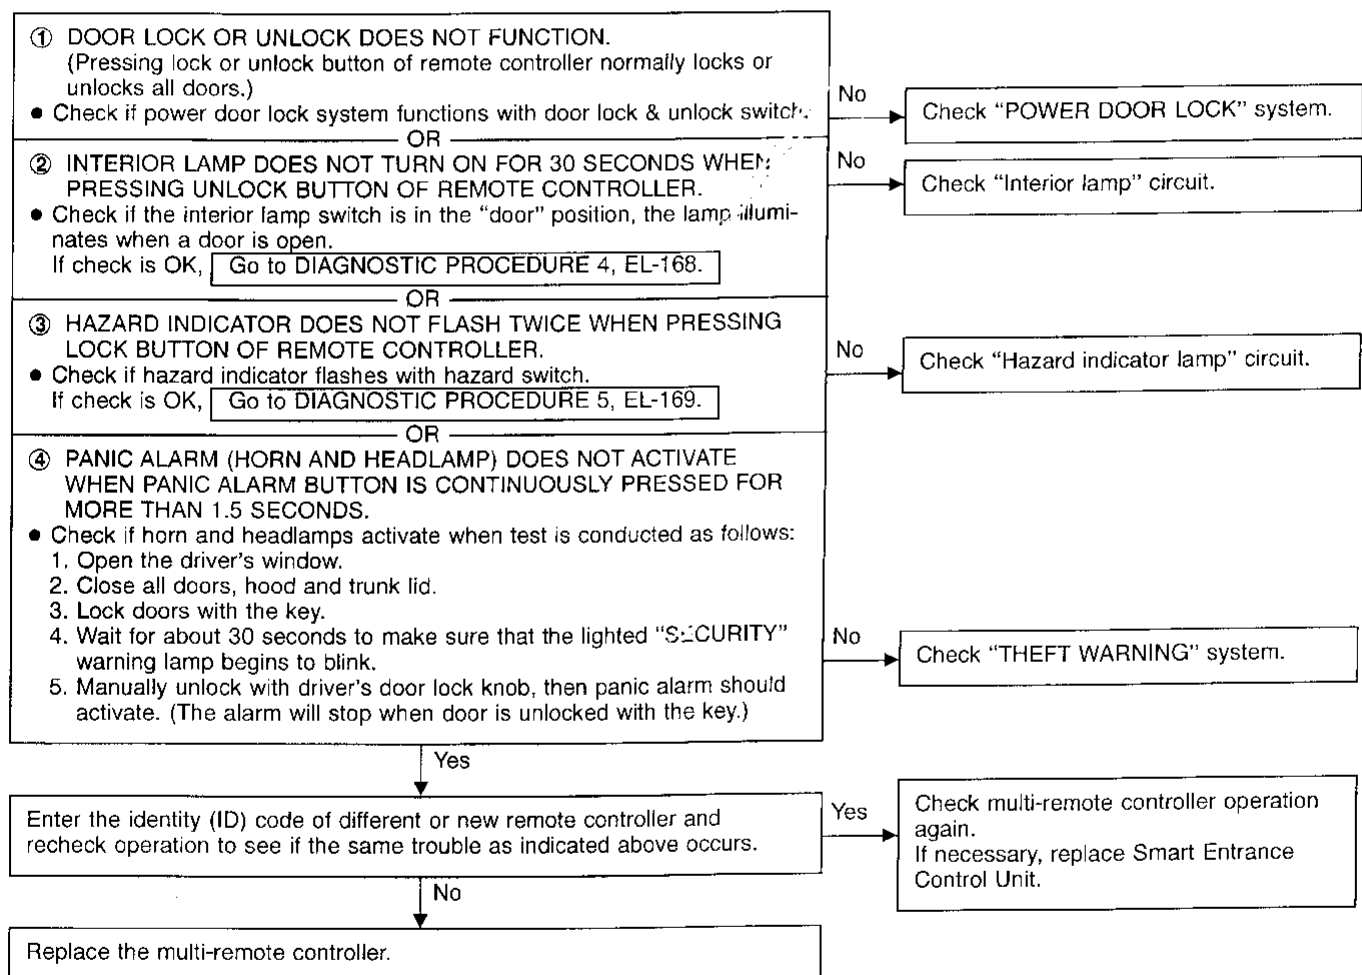 ① DOOR LOCK OR UNLOCK DOES NOT FUNCTION.
(Pressing lock or unlock button of remote controller normally locks or
unlocks all doors.)
● Check if power door lock system functions with door lock & unlock switch.
No
Check “POWER DOOR LOCK” system.
OR
② INTERIOR LAMP DOES NOT TURN ON FOR 30 SECONDS WHEN
PRESSING UNLOCK BUTTON OF REMOTE CONTROLLER.
● Check if the interior lamp switch is in the “door” position, the lamp illumi-
nates when a door is open.
If check is OK, Go to DIAGNOSTIC PROCEDURE 4, EL-168.
No
Check “Interior lamp” circuit.
OR
③ HAZARD INDICATOR DOES NOT FLASH TWICE WHEN PRESSING
LOCK BUTTON OF REMOTE CONTROLLER.
● Check if hazard indicator flashes with hazard switch.
If check is OK, Go to DIAGNOSTIC PROCEDURE 5, EL-169.
No
Check “Hazard indicator lamp” circuit.
OR
④ PANIC ALARM (HORN AND HEADLAMP) DOES NOT ACTIVATE
WHEN PANIC ALARM BUTTON IS CONTINUOUSLY PRESSED FOR
MORE THAN 1.5 SECONDS.
● Check if horn and headlamps activate when test is conducted as follows:
1. Open the driver’s window.
2. Close all doors, hood and trunk lid.
3. Lock doors with the key.
4. Wait for about 30 seconds to make sure that the lighted “SECURITY”
warning lamp begins to blink.
5. Manually unlock with driver’s door lock knob, then panic alarm should
activate. (The alarm will stop when door is unlocked with the key.)
No
Check “THEFT WARNING” system.
Yes
Enter the identity (ID) code of different or new remote controller and
recheck operation to see if the same trouble as indicated above occurs.
Yes
Check multi-remote controller operation
again.
If necessary, replace Smart Entrance
Control Unit.
No
Replace the multi-remote controller.